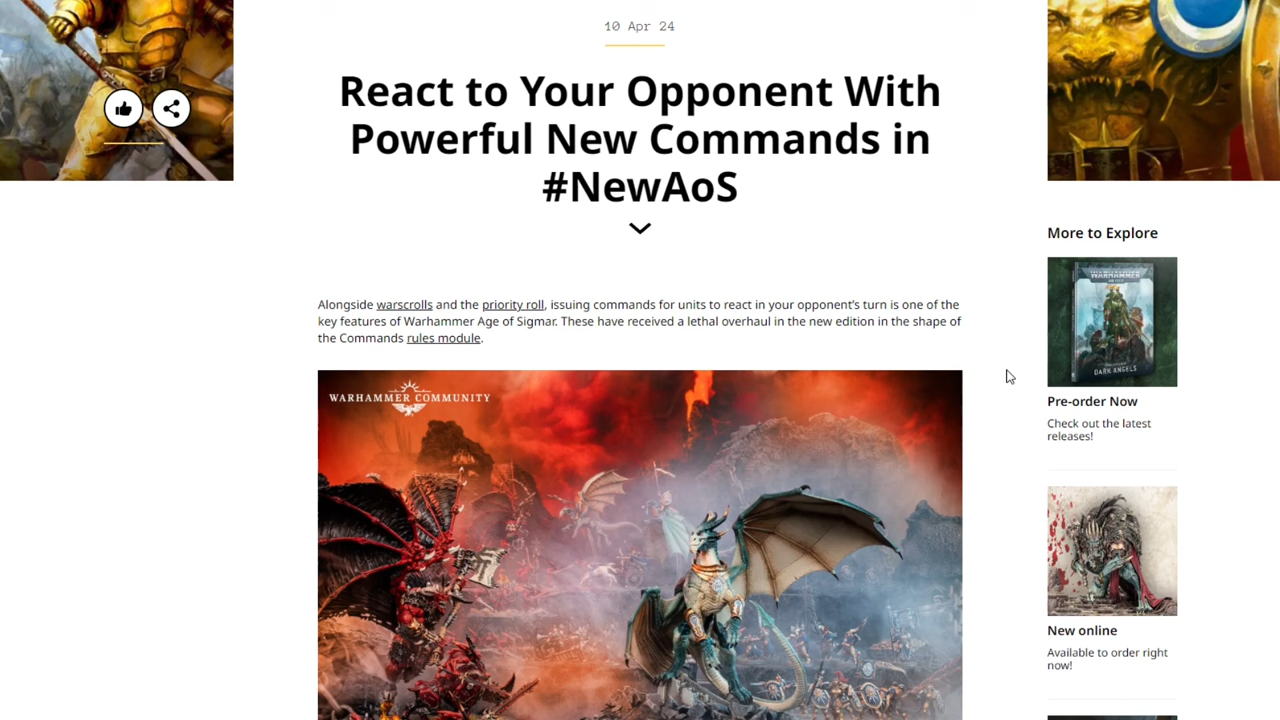 10 Apr 24
React to Your Opponent With
Powerful New Commands in
#NewAoS
Alongside warscrolls and the priority roll, issuing commands for units to react in your opponent's turn is one of the
key features of Warhammer Age of Sigmar. These have received a lethal overhaul in the new edition in the shape of
the Commands rules module.
WARHAMMER COMMUNITY
More to Explore
WARHAMMER
DARK ANGELS
Pre-order Now
Check out the latest
releases!
New online
Available to order right
now!